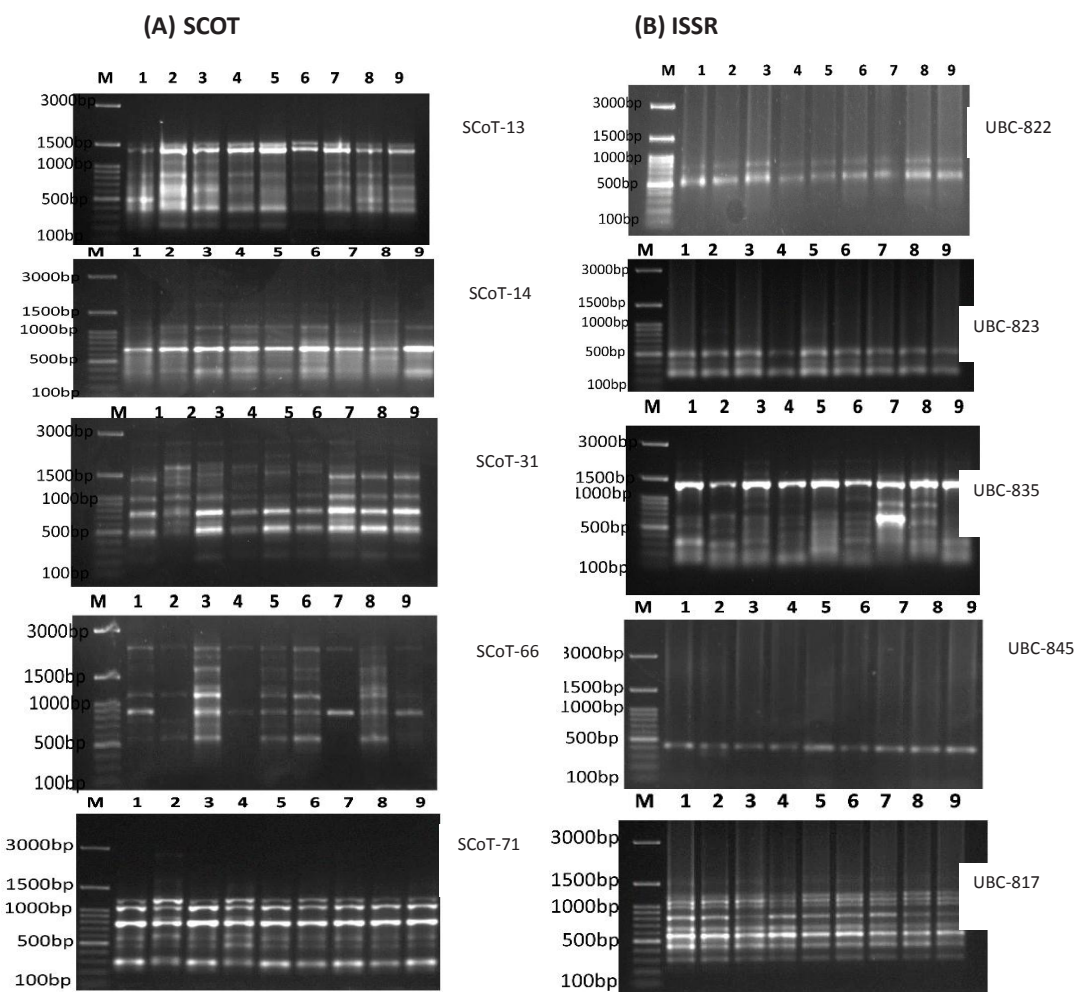 (A) SCOT
M 1 2 3 4 5 6 7 8 9
3000bp
1500bp
1000bp
500bp
100bp
SCoT-13
M 1 2 3 4 5 6 7 8 9
3000bp
1500bp
1000bp
500bp
100bp
SCoT-14
M 1 2 3 4 5 6 7 8 9
3000bp
1500bp
1000bp
500bp
100bp
SCoT-31
M 1 2 3 4 5 6 7 8 9
3000bp
1500bp
1000bp
500bp
100bp
SCoT-66
M 1 2 3 4 5 6 7 8 9
3000bp
1500bp
1000bp
500bp
100bp
SCoT-71
(B) ISSR
M 1 2 3 4 5 6 7 8 9
3000bp
1500bp
1000bp
500bp
100bp
UBC-822
M 1 2 3 4 5 6 7 8 9
3000bp
1500bp
1000bp
500bp
100bp
UBC-823
M 1 2 3 4 5 6 7 8 9
3000bp
1500bp
1000bp
500bp
100bp
UBC-835
M 1 2 3 4 5 6 7 8 9
3000bp
1500bp
1000bp
500bp
100bp
UBC-845
M 1 2 3 4 5 6 7 8 9
3000bp
1500bp
1000bp
500bp
100bp
UBC-817